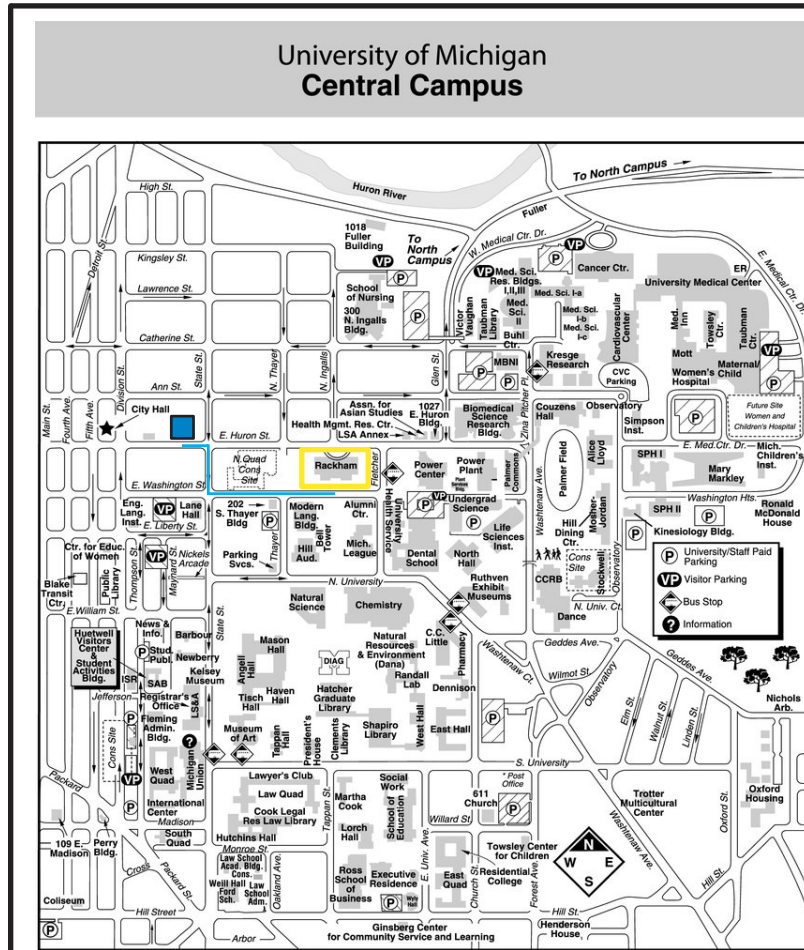 University of Michigan
Central Campus
To North Campus
Huron River
High St.
Fuller
1018
Fuller
Building
To
North
Campus
W. Medical Ctr. Dr.
E. Medical Ctr. Dr.
Detroit St.
Kingsley St.
VP
P
VP
Cancer Ctr.
ER
Lawrence St.
School
of Nursing
300
N. Ingalls
Bldg.
P
P
VP
Med. Sci.
Res. Bldgs.
I,II,III
Med.
Sci.
II
Med. Sci. I-a
Med. Sci.
I-b
Med. Sci.
I-c
University Medical Center
Victor
Vaughan
Taubman
Library
Buhl
Ctr.
Cardiovascular
Center
Med.
Inn
Towsley
Ctr.
Taubman
Ctr.
Catherine St.
State St.
N. Thayer
N. Ingalls
Glen St.
MBNI
P
P
Kresge
Research
Mott
Women's
Hospital
Maternal/
Child
VP
P
CVC
Parking
Ann St.
Division St.
Main St.
Fourth Ave.
Fifth Ave.
City Hall
Assn. for
Asian Studies
Health Mgmt. Res. Ctr.
LSA Annex
1027
E. Huron
Bldg.
Biomedical
Science
Research
Bldg.
Zina Pitcher Pl.
Couzens
Hall
Observatory
Simpson
Inst.
P
Future Site
Women and
Children's Hospital
E. Huron St.
E. Med.Ctr. Dr.
Mich.
Children's
Inst.
N.Quad
Cons
Site
Rackham
Fletcher
Power
Center
Power
Plant
Plant
Services
Bldg.
Palmer
Commons
Washtenaw Ave.
Palmer Field
Alice
Lloyd
SPH I
Mary
Markley
E. Washington St.
Washington Hts.
Eng.
Lang.
Inst.
Lane
Hall
VP
E. Liberty St.
202
S. Thayer
Bldg
P
Thayer
Modern
Lang. Bldg.
Bell
Tower
Hill
Aud.
Alumni
Ctr.
Mich.
League
University
Health Service
P
VP
Undergrad
Science
P
Life
Sciences
Inst.
Hill
Dining Ctr.
Mosher-
Jordan
SPH II
P
Kinesiology Bldg.
Ronald
McDonald
House
Ctr. for Educ.
of Women
Public
Library
Thompson St.
VP
Maynard St.
Nickels
Arcade
Parking
Svcs.
Dental
School
North
Hall
CCRB
Cons
Site
Stockwell
Observatory
Blake
Transit
Ctr.
E.William St.
N. University
Ruthven
Exhibit
Museums
Dance
N. Univ. Ct.
P
University/Staff Paid
Parking
VP
Visitor Parking
Bus Stop
?
Information
Natural
Science
Chemistry
State St.
News &
Info.
P
Stud.
Publ.
Barbour
Newberry
Huetwell
Visitors
Center
&
Student
Activities
Bldg.
SAB
ISR
Kelsey
Museum
Angell
Hall
Mason
Hall
DIAG
M
Natural
Resources
& Environment
(Dana)
C.C.
Little
Pharmacy
Geddes Ave.
Geddes Ave.
Randall
Lab
Dennison
Washtenaw Ct.
Wilmot St.
Observatory
Jefferson
Registrar's
Office
LS&A
Tisch
Hall
Haven
Hall
Hatcher
Graduate
Library
Nichols
Arb.
Elm St.
Walnut St.
Linden St.
P
Cons Site
Fleming
Admin.
Bldg.
?
Museum
of Art
Tappan
Hall
President's
House
Clements
Library
Shapiro
Library
West Hall
East Hall
P
West
Quad
Michigan
Union
VP
P
S. University
International
Center
Lawyer's Club
Law Quad
Cook Legal
Res Law Library
Tappan St.
Martha
Cook
Social
Work
School of
Education
* Post
Office
611
Church
P
Willard St.
Trotter
Multicultural
Center
Oxford
Housing
Oxford St.
Washtenaw Ave.
Packard
Madison
South
Quad
Hutchins Hall
Monroe St.
Lorch
Hall
109 E.
Madison
Perry
Bldg.
Cross
Packard St.
Law School
Acad. Bldg.
Cons.
Weill Hall
Ford
Sch.
Law
School
Adm.
Oakland Ave.
Ross
School
of
Business
Executive
Residence
P
Wyly
Hall
E. Univ. Ave.
East
Quad
Church St.
Towsley Center
for Children
Residential
College
Forest Ave.
N
W
E
S
Hill St.
Coliseum
Hill Street
Hill St.
P
Arbor
Ginsberg Center
for Community Service and Learning
Henderson
House